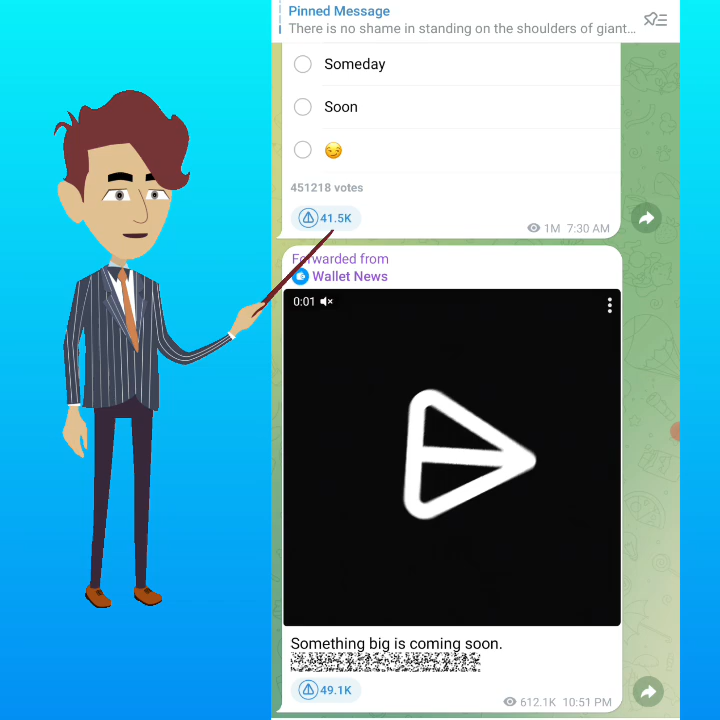 Pinned Message
There is no shame in standing on the shoulders of giant...
Someday
Soon
😏
451218 votes
41.5K
1M 7:30 AM
Forwarded from
Wallet News
0:01
Something big is coming soon.
49.1K
612.1K 10:51 PM